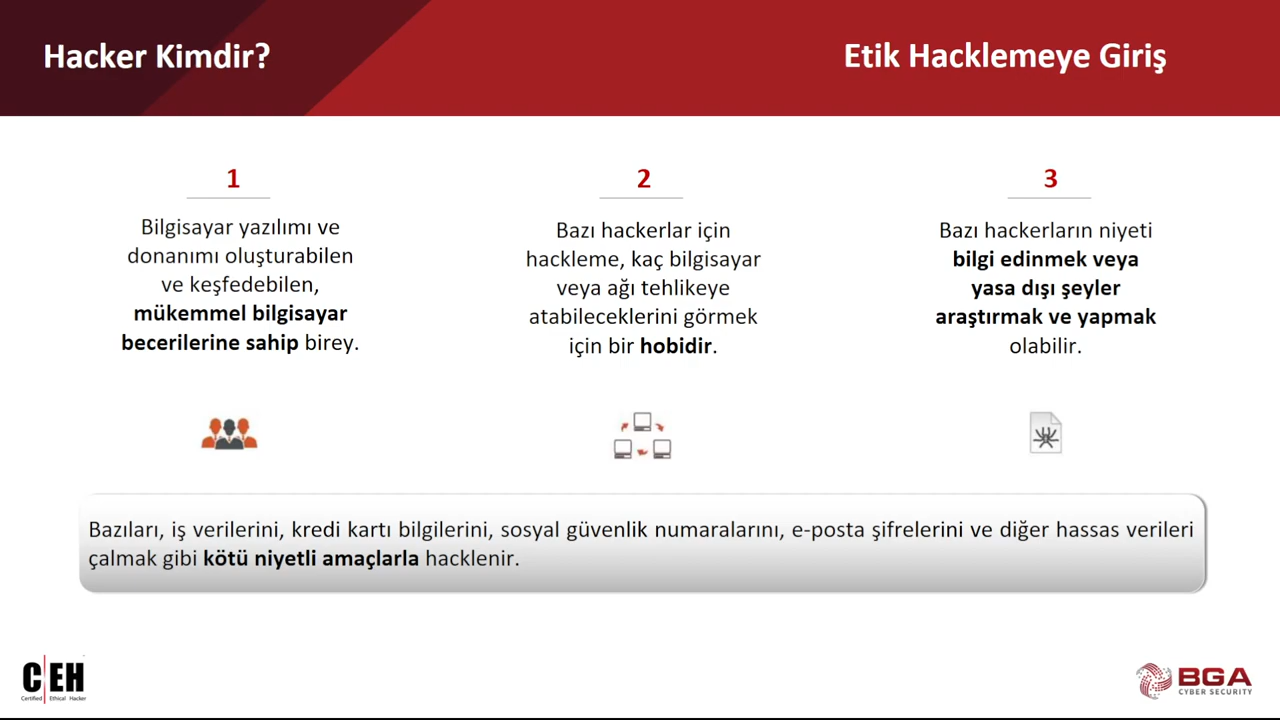 Hacker Kimdir?
Etik Hacklemeye Giriş
1
Bilgisayar yazılımı ve
donanımı oluşturabilen
ve keşfedebilen,
mükemmel bilgisayar
becerilerine sahip birey.
2
Bazı hackerlar için
hackleme, kaç bilgisayar
veya ağı tehlikeye
atabileceklerini görmek
için bir hobidir.
3
Bazı hackerların niyeti
bilgi edinmek veya
yasa dışı şeyler
araştırmak ve yapmak
olabilir.
Bazıları, iş verilerini, kredi kartı bilgilerini, sosyal güvenlik numaralarını, e-posta şifrelerini ve diğer hassas verileri
çalmak gibi kötü niyetli amaçlarla hacklenir.
C|EH
Certified Ethical Hacker
BGA
CYBER SECURITY